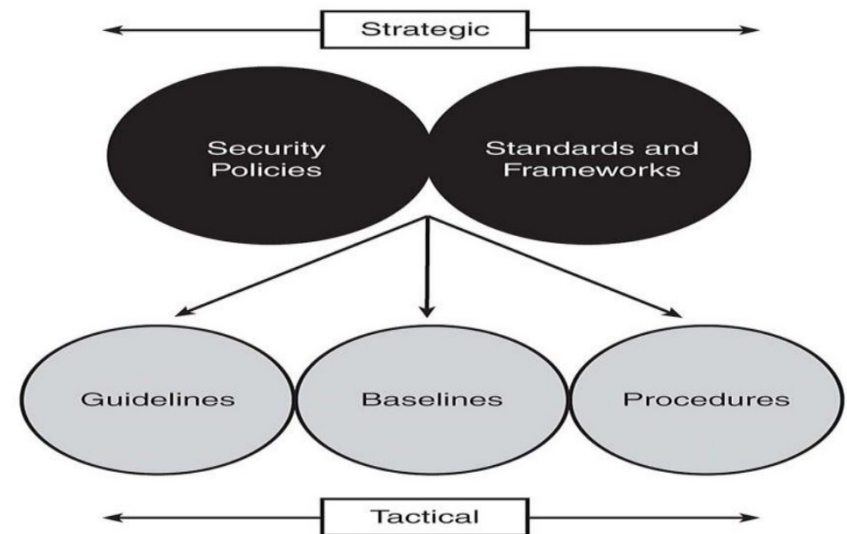 Strategic
Security
Policies
Standards and
Frameworks
Guidelines
Baselines
Procedures
Tactical